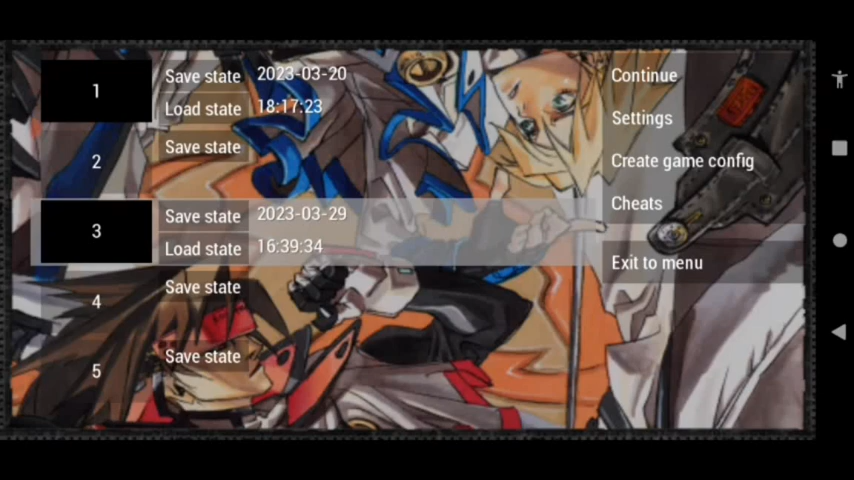 1
Save state
2023-03-20
Load state
18:17:23
2
Save state
3
Save state
2023-03-29
Load state
16:39:34
4
Save state
5
Save state
Continue
Settings
Create game config
Cheats
Exit to menu